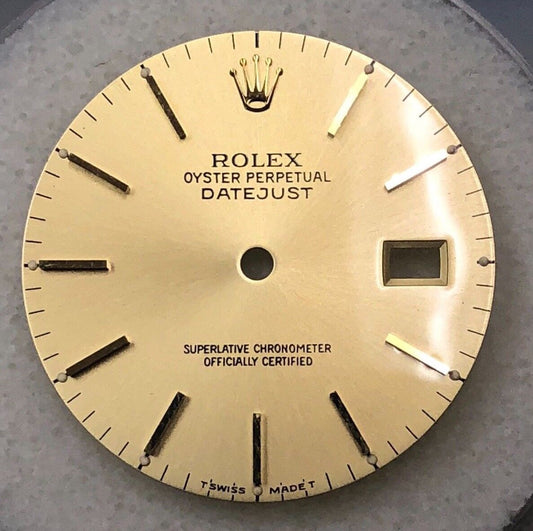 ROLEX
OYSTER PERPETUAL
DATEJUST
SUPERLATIVE CHRONOMETER
OFFICIALLY CERTIFIED
T SWISS MADE T